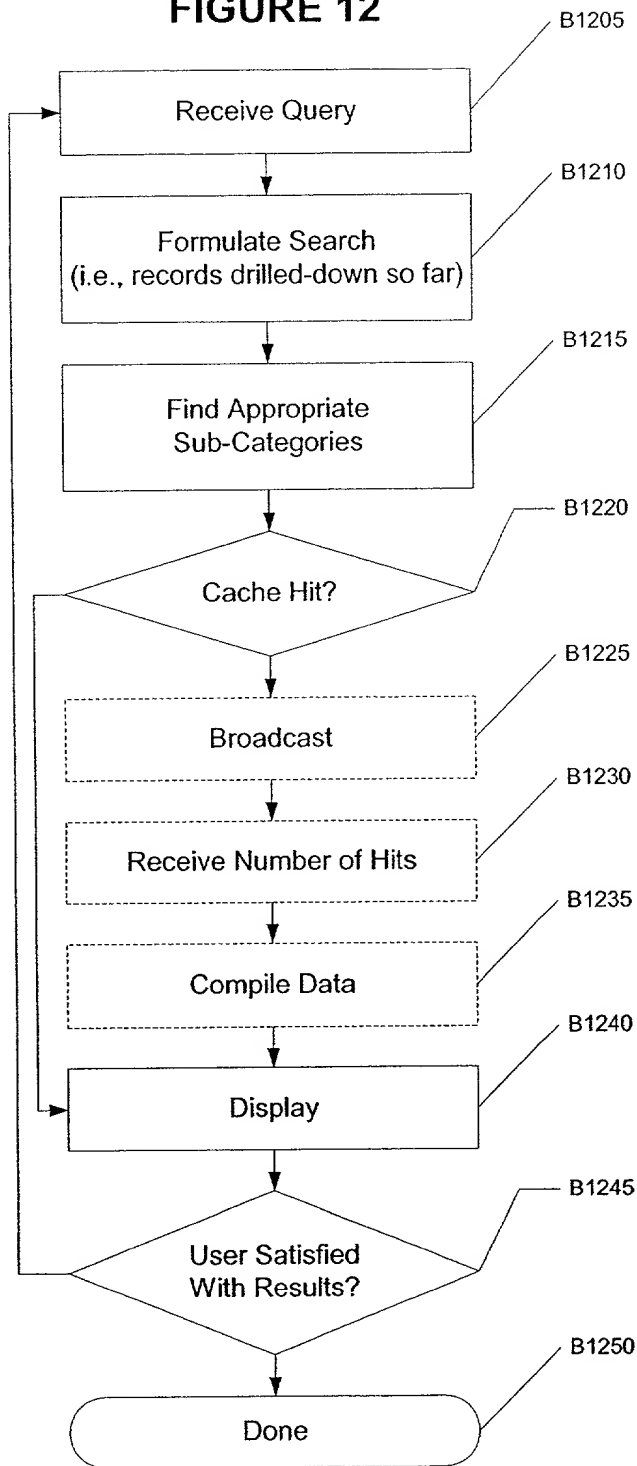 FIGURE 12
B1205
Receive Query
B1210
Formulate Search
(i.e., records drilled-down so far)
B1215
Find Appropriate
Sub-Categories
B1220
Cache Hit?
B1225
Broadcast
B1230
Receive Number of Hits
B1235
Compile Data
B1240
Display
B1245
User Satisfied
With Results?
B1250
Done